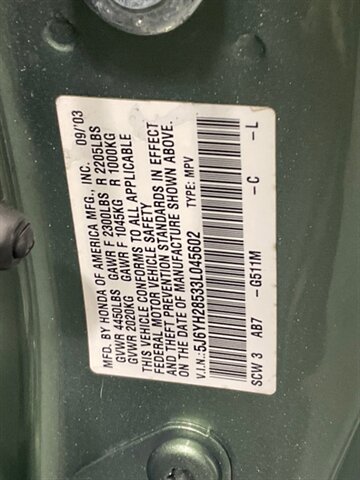 MFD. BY HONDA OF AMERICA MFG., INC. 09/'03
GVWR 4450LBS GAWR F 2300LBS R 2205LBS
GVWR 2020KG GAWR F 1045KG R 1000KG
THIS VEHICLE CONFORMS TO ALL APPLICABLE
FEDERAL MOTOR VEHICLE SAFETY
AND THEFT PREVENTION STANDARDS IN EFFECT
ON THE DATE OF MANUFACTURE SHOWN ABOVE.
V.I.N.: 5J6YH28533L045602 TYPE: MPV
SCW 3 AB7 -G511M -C -L